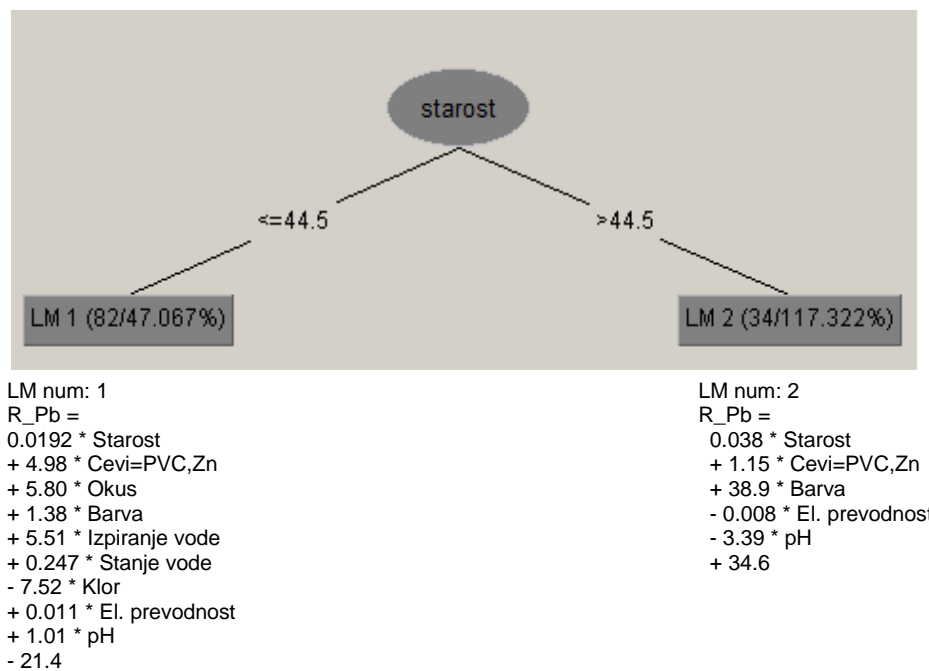 starost
<=44.5
>44.5
LM 1 (82/47.067%)
LM 2 (34/117.322%)
LM num: 1
R_Pb =
0.0192 * Starost
+ 4.98 * Cevi=PVC,Zn
+ 5.80 * Okus
+ 1.38 * Barva
+ 5.51 * Izpiranje vode
+ 0.247 * Stanje vode
- 7.52 * Klor
+ 0.011 * El. prevodnost
+ 1.01 * pH
- 21.4
LM num: 2
R_Pb =
0.038 * Starost
+ 1.15 * Cevi=PVC,Zn
+ 38.9 * Barva
- 0.008 * El. prevodnost
- 3.39 * pH
+ 34.6